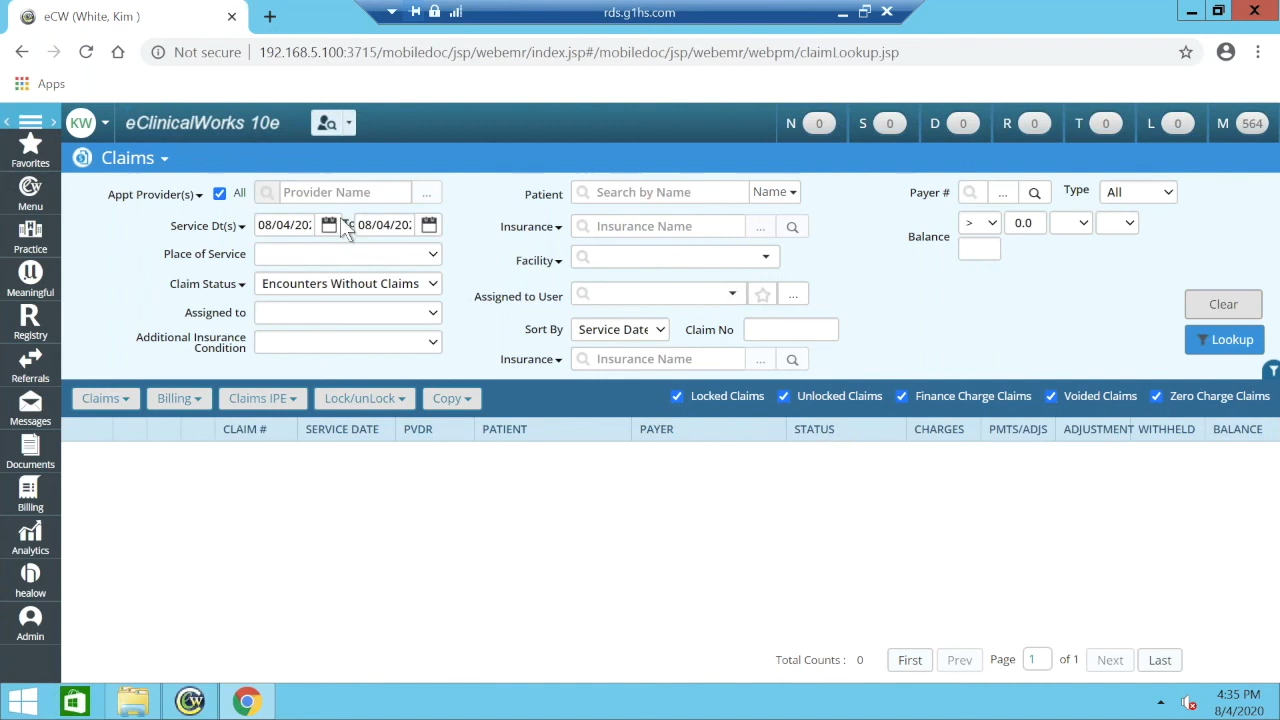 eCW (White, Kim )
rds.g1hs.com
Not secure
192.168.5.100:3715/mobiledoc/jsp/webemr/index.jsp#/mobiledoc/jsp/webemr/webpm/claimLookup.jsp
Apps
KW
eClinicalWorks 10e
N 0 S 0 D 0 R 0 T 0 L 0 M 564
Favorites
Menu
Practice
Meaningful
Registry
Referrals
Messages
Documents
Billing
Analytics
healow
Admin
Claims
Appt Provider(s) All Provider Name ...
Patient Search by Name Name
Payer # ... Type All
Service Dt(s) 08/04/202 08/04/202
Insurance Insurance Name ...
Balance > 0.0
Place of Service
Facility
Claim Status Encounters Without Claims
Assigned to User ...
Clear
Assigned to
Sort By Service Date Claim No
Lookup
Additional Insurance
Condition
Insurance Insurance Name ...
Claims Billing Claims IPE Lock/unLock Copy Locked Claims Unlocked Claims Finance Charge Claims Voided Claims Zero Charge Claims
CLAIM # SERVICE DATE PVDR PATIENT PAYER STATUS CHARGES PMTS/ADJS ADJUSTMENT WITHHELD BALANCE
Total Counts : 0 First Prev Page 1 of 1 Next Last
4:35 PM
8/4/2020